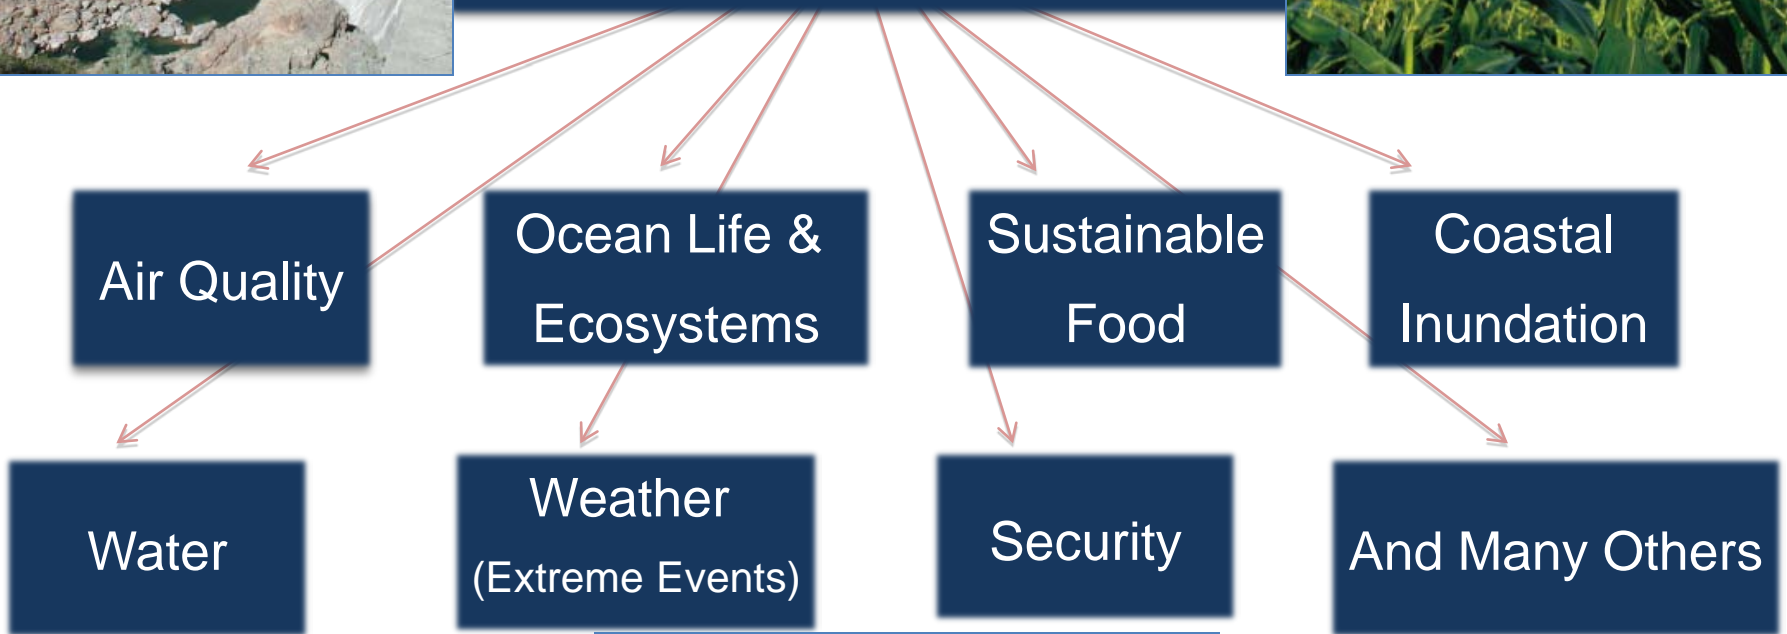 Air Quality
Ocean Life &
Ecosystems
Sustainable
Food
Coastal
Inundation
Water
Weather
(Extreme Events)
Security
And Many Others